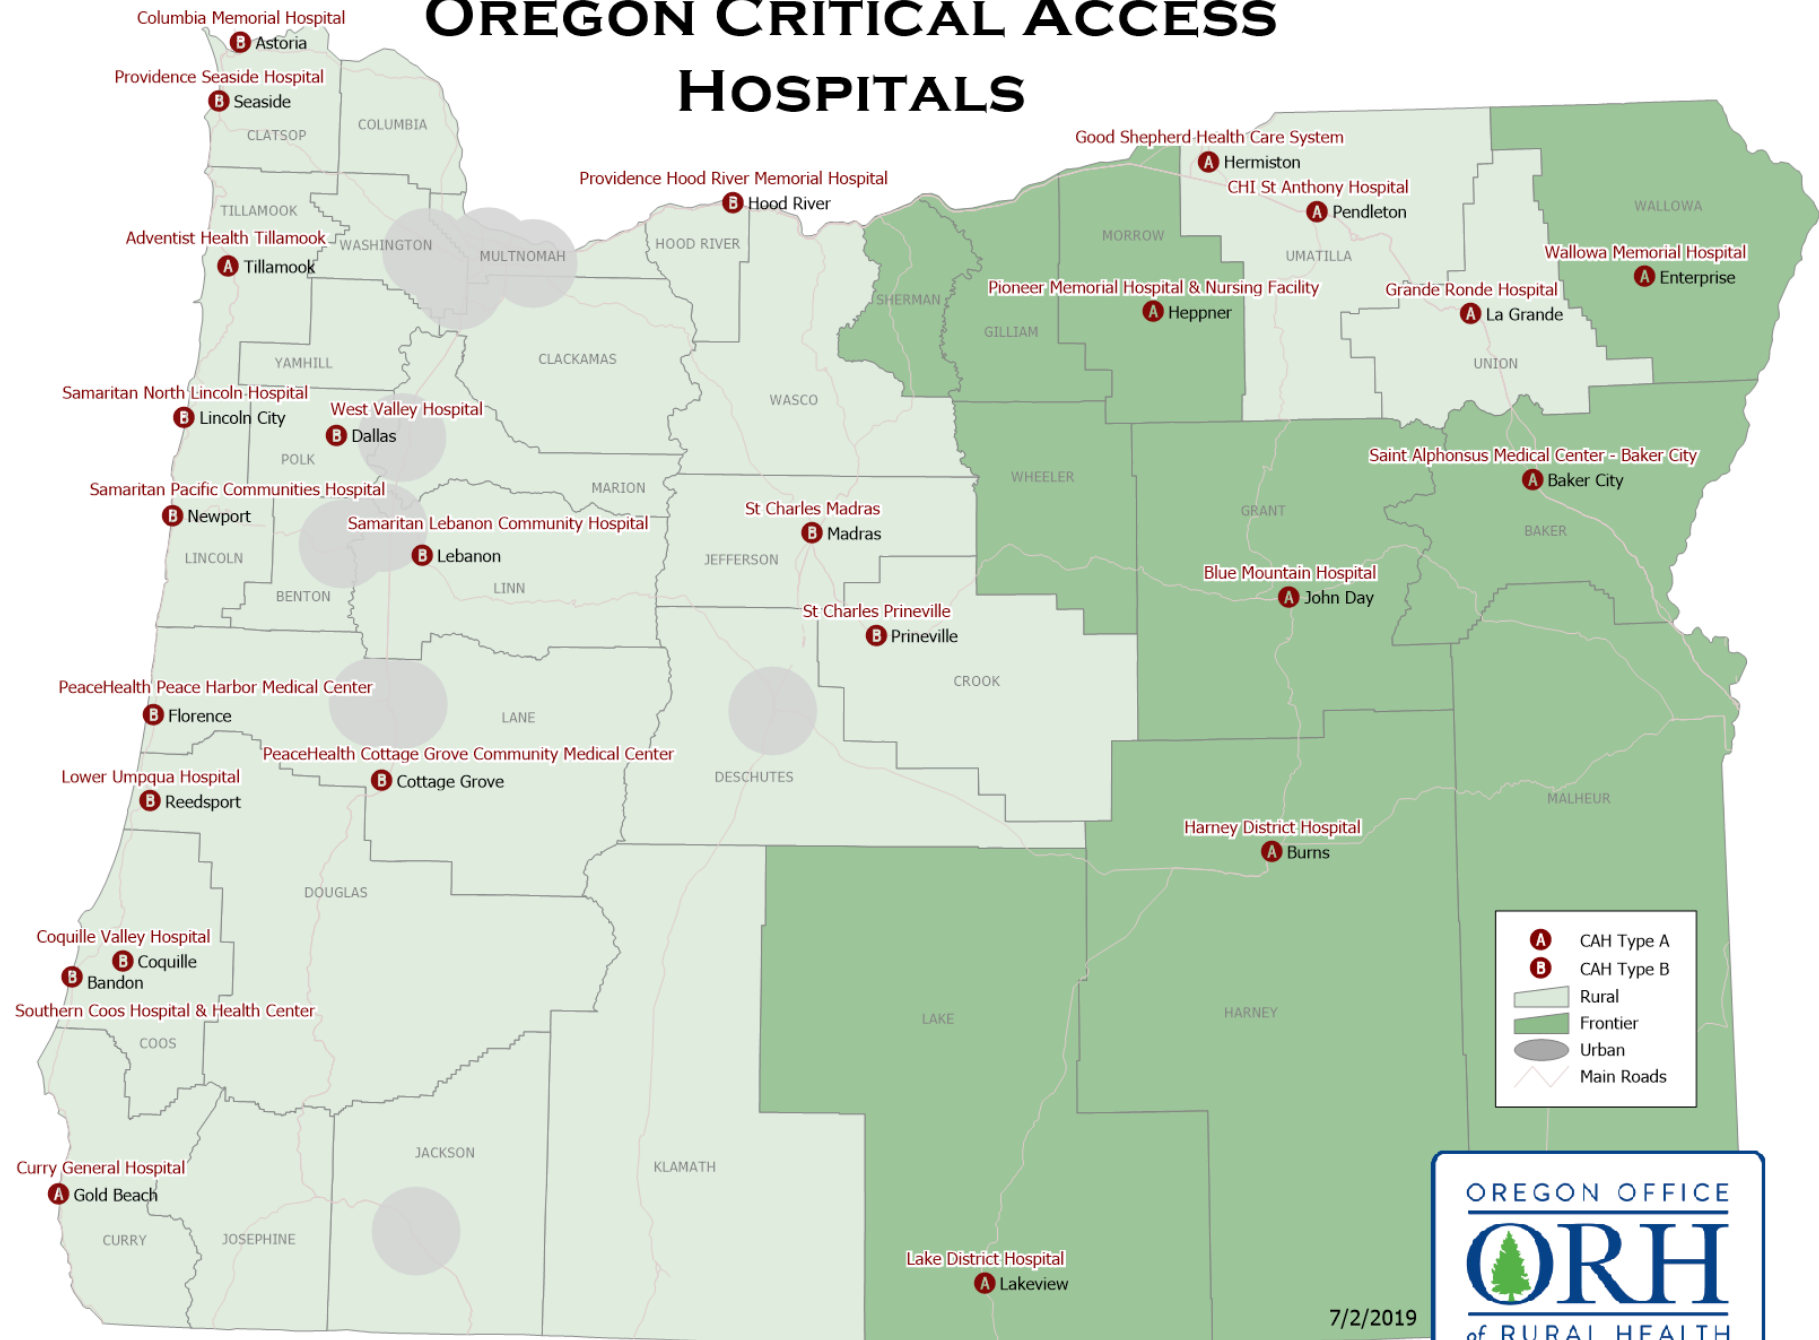 OREGON CRITICAL ACCESS
HOSPITALS
Columbia Memorial Hospital
B Astoria
Providence Seaside Hospital
B Seaside
CLATSOP
COLUMBIA
Good Shepherd Health Care System
A Hermiston
CHI St Anthony Hospital
A Pendleton
Providence Hood River Memorial Hospital
B Hood River
TILLAMOOK
WALLOWA
Adventist Health Tillamook
A Tillamook
WASHINGTON
MULTNOMAH
HOOD RIVER
MORROW
UMATILLA
Wallowa Memorial Hospital
A Enterprise
Pioneer Memorial Hospital & Nursing Facility
A Heppner
Grande Ronde Hospital
A La Grande
SHERMAN
GILLIAM
YAMHILL
CLACKAMAS
UNION
Samaritan North Lincoln Hospital
B Lincoln City
West Valley Hospital
B Dallas
WASCO
POLK
Saint Alphonsus Medical Center - Baker City
A Baker City
Samaritan Pacific Communities Hospital
B Newport
MARION
WHEELER
St Charles Madras
B Madras
GRANT
Samaritan Lebanon Community Hospital
B Lebanon
BAKER
LINCOLN
JEFFERSON
BENTON
LINN
Blue Mountain Hospital
A John Day
St Charles Prineville
B Prineville
CROOK
PeaceHealth Peace Harbor Medical Center
B Florence
LANE
PeaceHealth Cottage Grove Community Medical Center
B Cottage Grove
Lower Umpqua Hospital
B Reedsport
DESCHUTES
MALHEUR
Harney District Hospital
A Burns
DOUGLAS
Coquille Valley Hospital
B Coquille
B Bandon
Southern Coos Hospital & Health Center
COOS
LAKE
HARNEY
A CAH Type A
B CAH Type B
Rural
Frontier
Urban
Main Roads
JACKSON
KLAMATH
Curry General Hospital
A Gold Beach
CURRY
JOSEPHINE
Lake District Hospital
A Lakeview
7/2/2019
OREGON OFFICE
ORH
of RURAL HEALTH